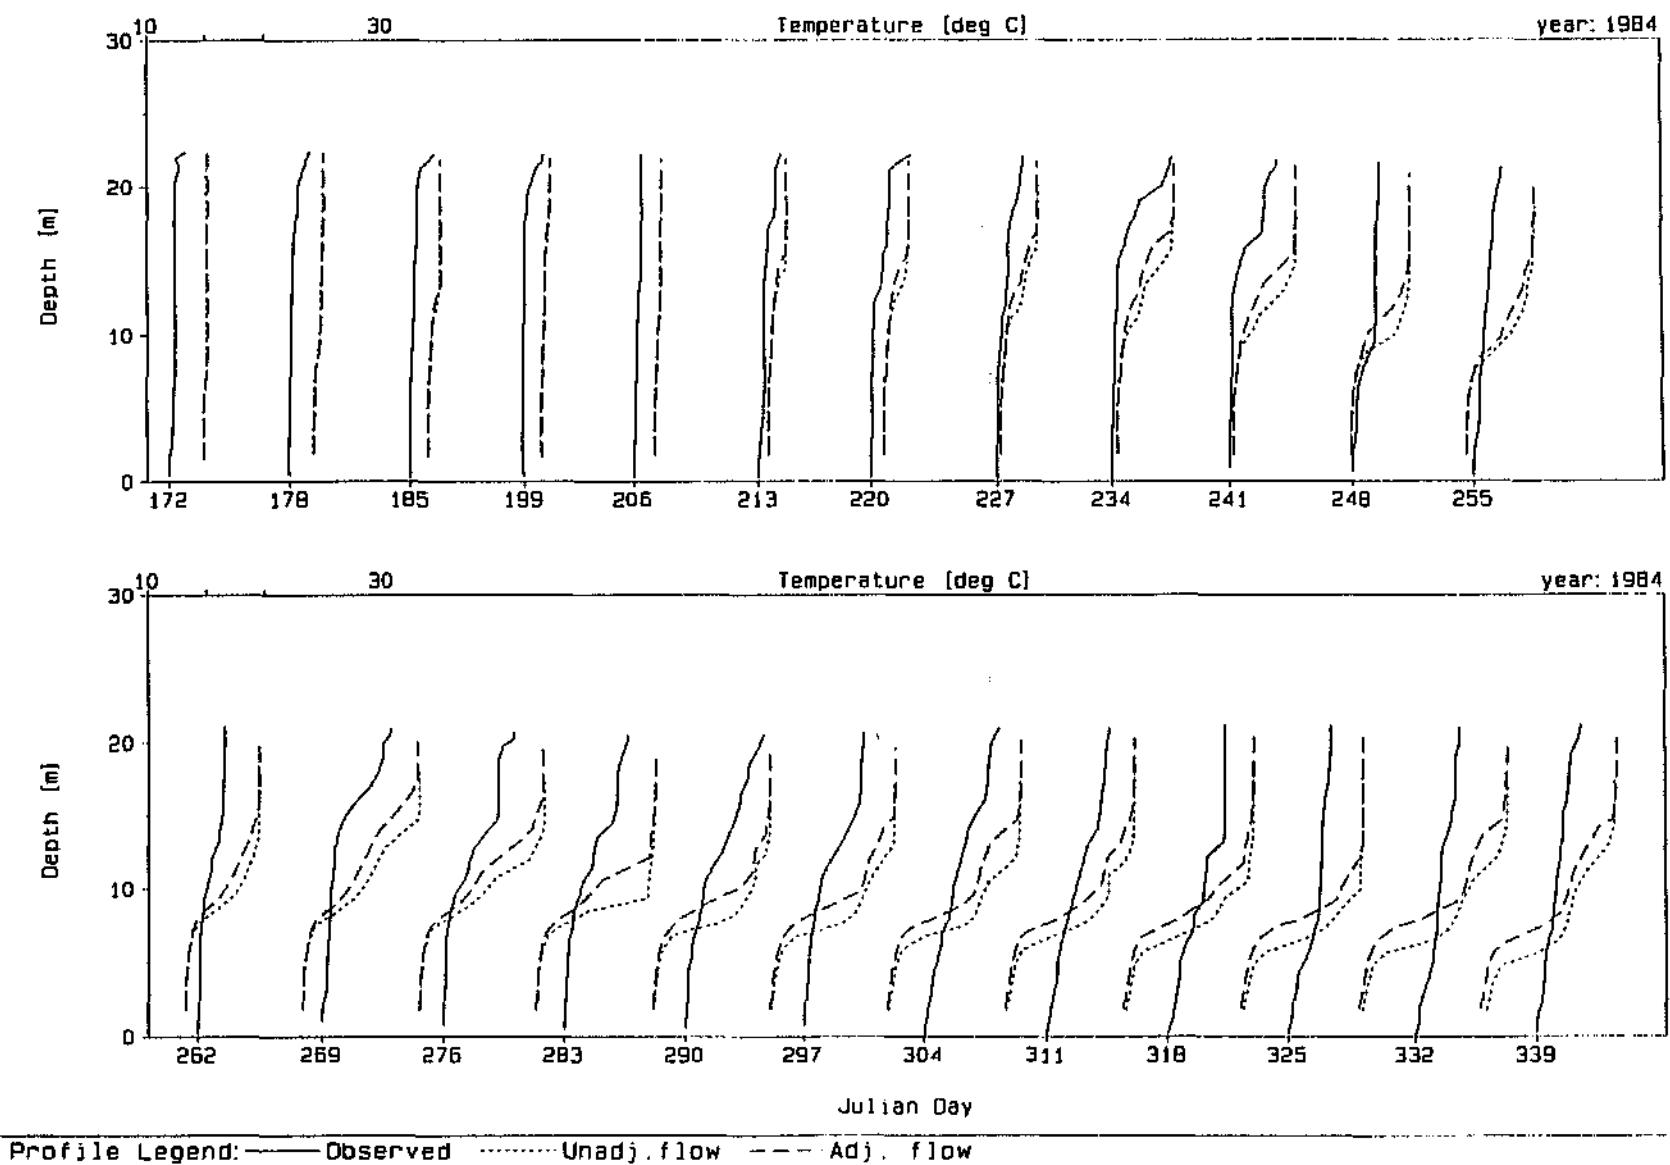 10 30 Temperature [deg C] year: 1984
30
20
10
0
Depth [m]
172 178 185 199 206 213 220 227 234 241 248 255
10 30 Temperature [deg C] year: 1984
30
20
10
0
Depth [m]
262 269 276 283 290 297 304 311 318 325 332 339
Julian Day
Profile Legend: Observed Unadj.flow Adj. flow